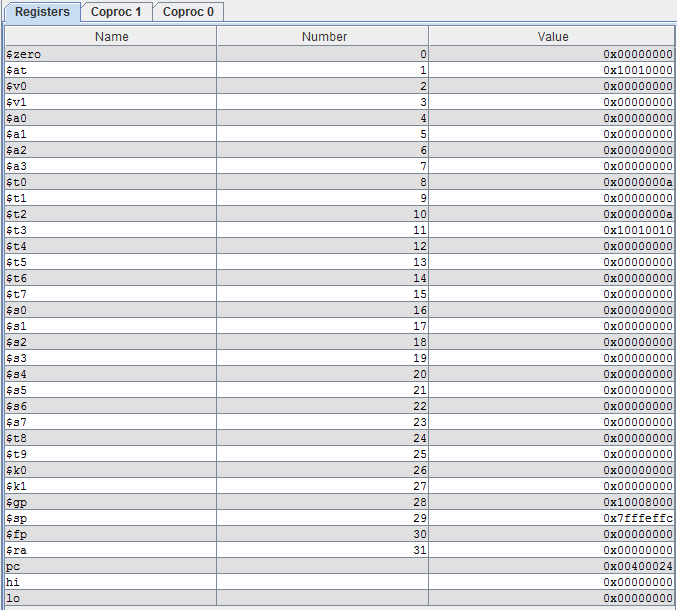 Registers Coproc 1 Coproc 0
Name Number Value
$zero 0 0x00000000
$at 1 0x10010000
$v0 2 0x00000000
$v1 3 0x00000000
$a0 4 0x00000000
$a1 5 0x00000000
$a2 6 0x00000000
$a3 7 0x00000000
$t0 8 0x0000000a
$t1 9 0x00000000
$t2 10 0x0000000a
$t3 11 0x10010010
$t4 12 0x00000000
$t5 13 0x00000000
$t6 14 0x00000000
$t7 15 0x00000000
$s0 16 0x00000000
$s1 17 0x00000000
$s2 18 0x00000000
$s3 19 0x00000000
$s4 20 0x00000000
$s5 21 0x00000000
$s6 22 0x00000000
$s7 23 0x00000000
$t8 24 0x00000000
$t9 25 0x00000000
$k0 26 0x00000000
$k1 27 0x00000000
$gp 28 0x10008000
$sp 29 0x7fffeffc
$fp 30 0x00000000
$ra 31 0x00000000
pc 0x00400024
hi 0x00000000
lo 0x00000000